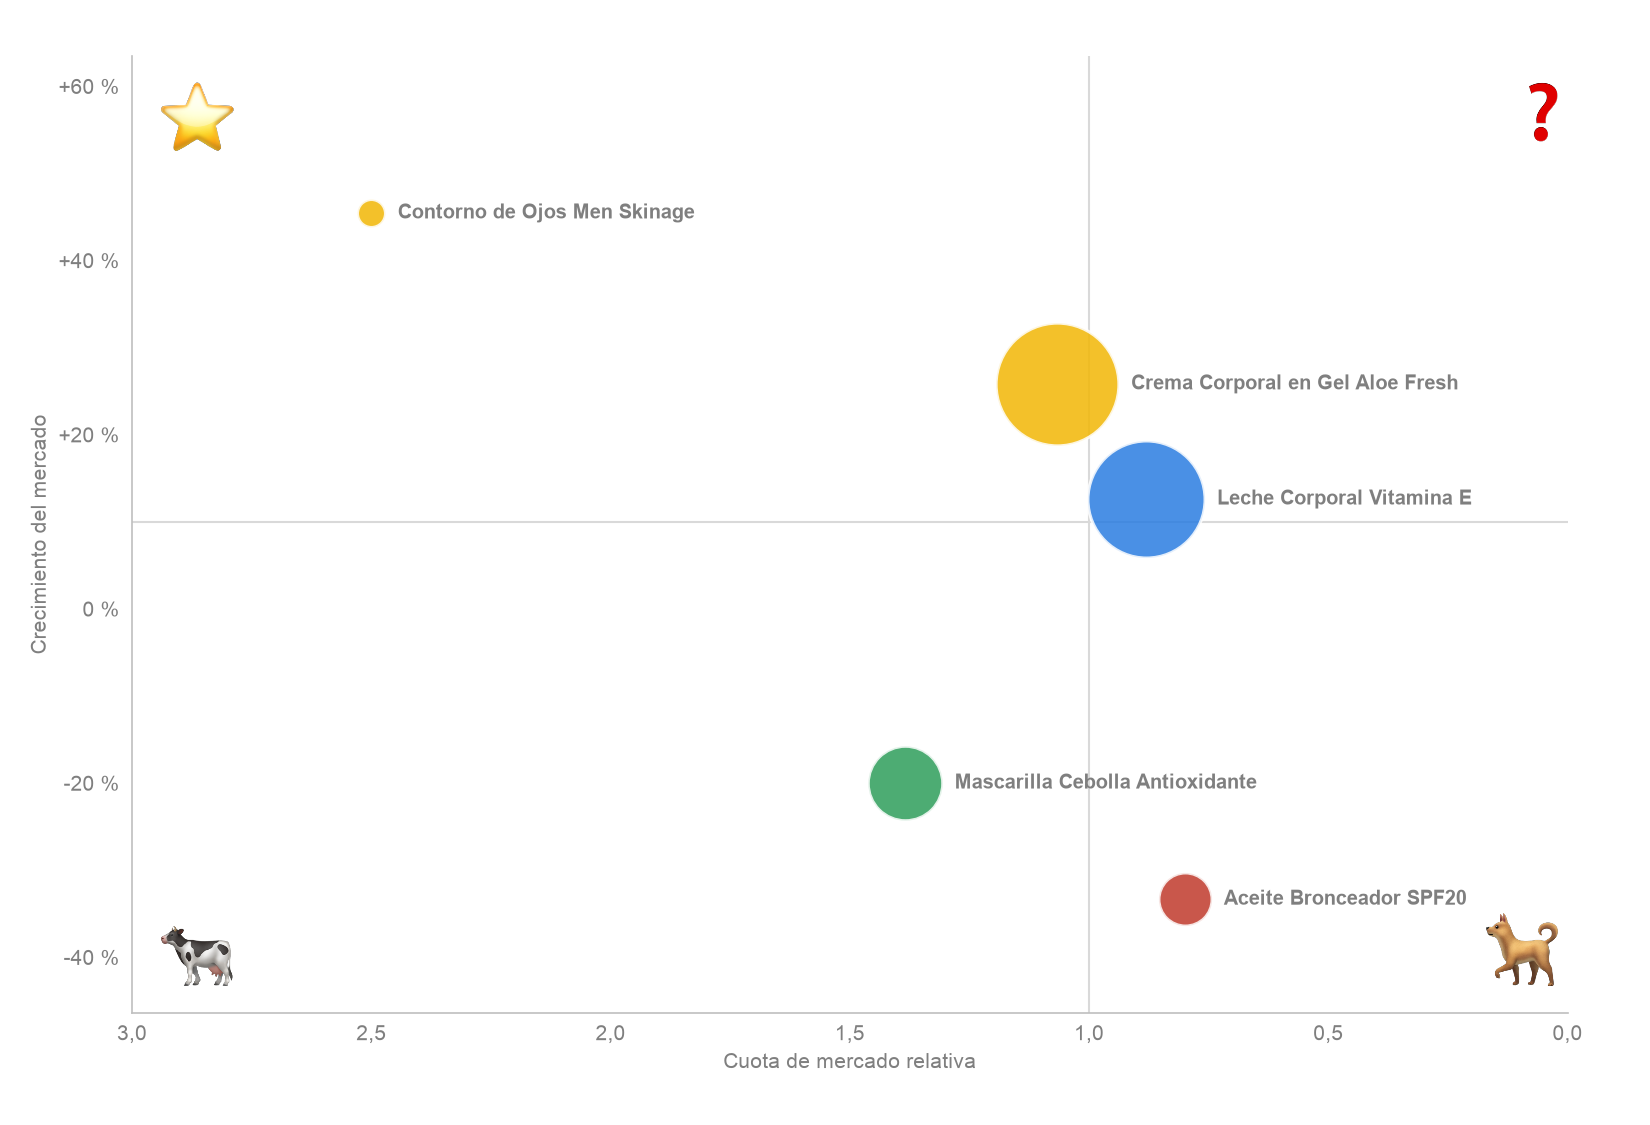 +60 %
?
Contorno de Ojos Men Skinage
+40 %
Crema Corporal en Gel Aloe Fresh
+20 %
Crecimiento del mercado
Leche Corporal Vitamina E
0 %
-20 %
Mascarilla Cebolla Antioxidante
Aceite Bronceador SPF20
-40 %
3,0 2,5 2,0 1,5 1,0 0,5 0,0
Cuota de mercado relativa